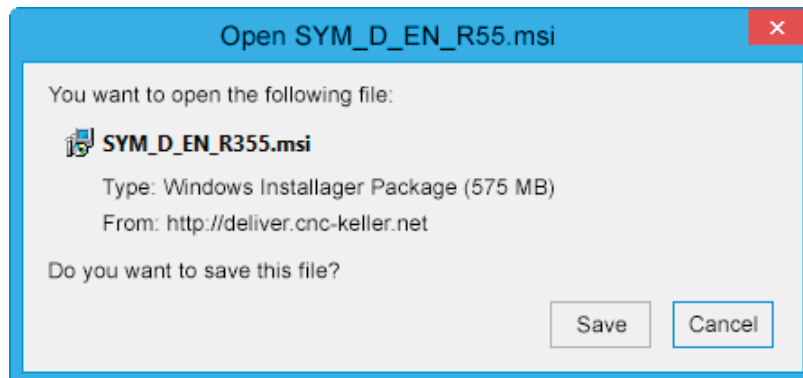 Open SYM_D_EN_R55.msi
You want to open the following file:
SYM_D_EN_R355.msi
Type: Windows Installager Package (575 MB)
From: http://deliver.cnc-keller.net
Do you want to save this file?
Save Cancel